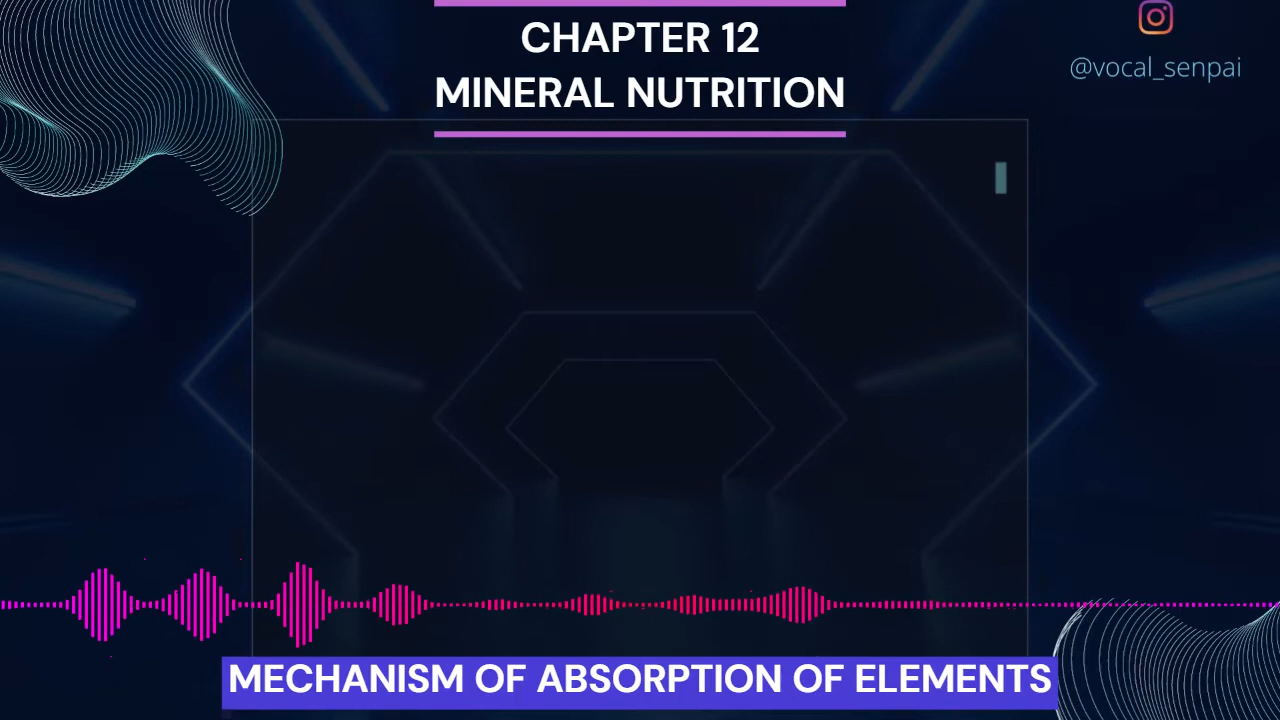 CHAPTER 12
MINERAL NUTRITION
@vocal_senpai
MECHANISM OF ABSORPTION OF ELEMENTS